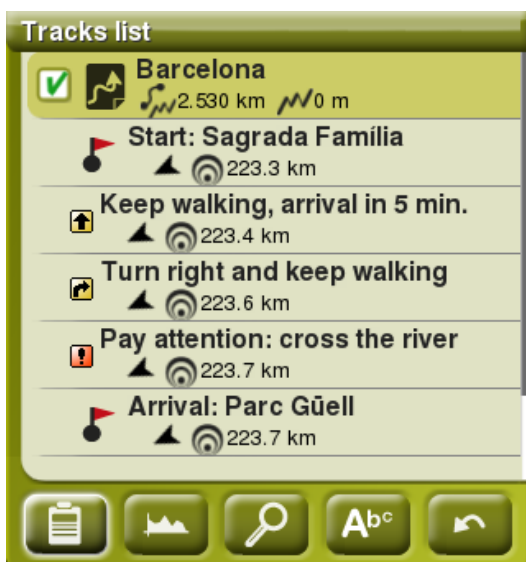 Tracks list
Barcelona
2.530 km 0 m
Start: Sagrada Família
223.3 km
Keep walking, arrival in 5 min.
223.4 km
Turn right and keep walking
223.6 km
Pay attention: cross the river
223.7 km
Arrival: Parc Güell
223.7 km
Abc